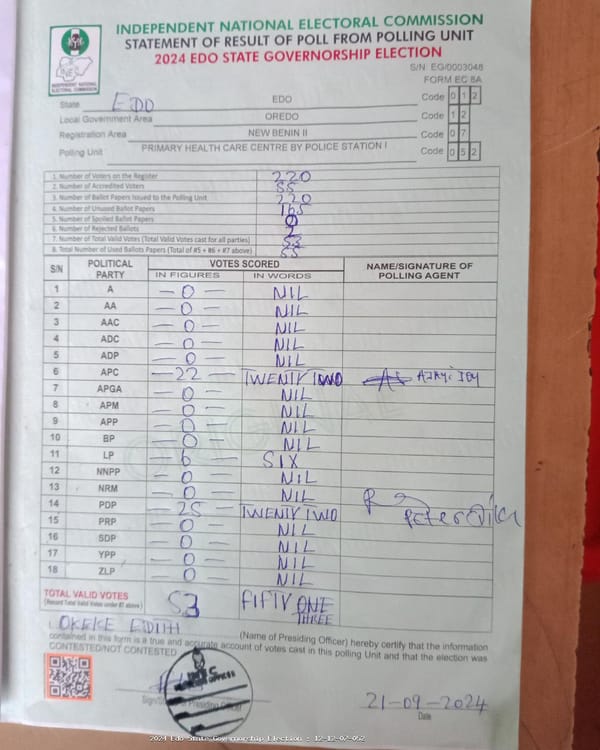 INDEPENDENT NATIONAL ELECTORAL COMMISSION
STATEMENT OF RESULT OF POLL FROM POLLING UNIT
2024 EDO STATE GOVERNORSHIP ELECTION
S/N: EG/0003048
FORM EC 8A
INEC
INDEPENDENT NATIONAL ELECTORAL COMMISSION
State EDO EDO Code 0 1 2
Local Government Area OREDO Code 1 2
Registration Area NEW BENIN II Code 0 7
Polling Unit PRIMARY HEALTH CARE CENTRE BY POLICE STATION I Code 0 5 2
1. Number of Voters on the Register 220
2. Number of Accredited Voters 55
3. Number of Ballot Papers Issued to the Polling Unit 220
4. Number of Unused Ballot Papers 165
5. Number of Spoiled Ballot Papers
6. Number of Rejected Ballots 2
7. Number of Total Valid Votes (Total Valid Votes cast for all parties) 53
8. Total Number of Used Ballots Papers (Total of #5 + #6 + #7 above) 55
S/N POLITICAL PARTY VOTES SCORED NAME/SIGNATURE OF POLLING AGENT
IN FIGURES IN WORDS
1 A -0- NIL
2 AA -0- NIL
3 AAC -0- NIL
4 ADC -0- NIL
5 ADP -0- NIL
6 APC -22- TWENTY TWO AJAYI JOY
7 APGA -0- NIL
8 APM -0- NIL
9 APP -0- NIL
10 BP -0- NIL
11 LP -6- SIX
12 NNPP -0- NIL
13 NRM -0- NIL
14 PDP -25- TWENTY TWO Peter
15 PRP -0- NIL
16 SDP -0- NIL
17 YPP -0- NIL
18 ZLP -0- NIL
TOTAL VALID VOTES 53 FIFTY ONE
(Record Total Valid Votes under #7 above) THREE
I OKEKE EDITH (Name of Presiding Officer) hereby certify that the information
contained in this form is a true and accurate account of votes cast in this polling Unit and that the election was
CONTESTED/NOT CONTESTED
21-09-2024
Date
2024 Edo State Governorship Election : 12-12-07-052